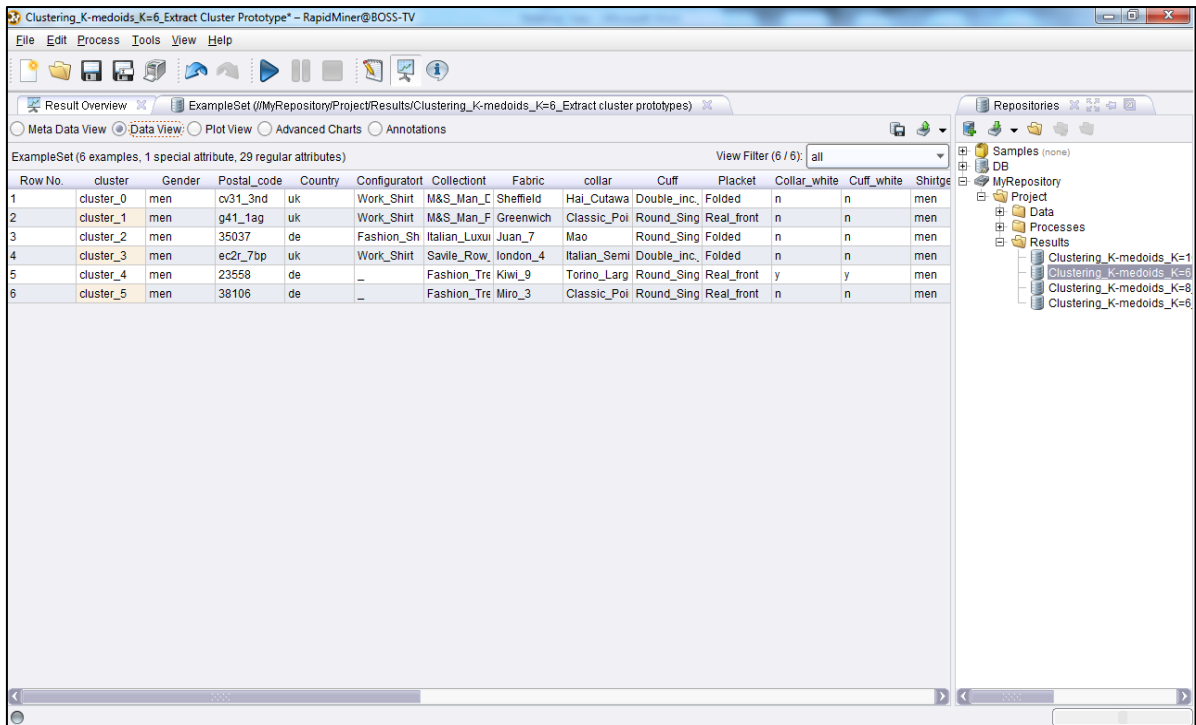 Clustering_K-medoids_K=6_Extract Cluster Prototype* – RapidMiner@BOSS-TV
File Edit Process Tools View Help
Result Overview ExampleSet (//MyRepository/Project/Results/Clustering_K-medoids_K=6_Extract cluster prototypes) Repositories
Meta Data View Data View Plot View Advanced Charts Annotations
ExampleSet (6 examples, 1 special attribute, 29 regular attributes) View Filter (6 / 6): all
Row No. cluster Gender Postal_code Country Configuratort Collectiont Fabric collar Cuff Placket Collar_white Cuff_white Shirtge
1 cluster_0 men cv31_3nd uk Work_Shirt M&S_Man_D Sheffield Hai_Cutawa Double_inc_ Folded n n men
2 cluster_1 men g41_1ag uk Work_Shirt M&S_Man_F Greenwich Classic_Poi Round_Sing Real_front n n men
3 cluster_2 men 35037 de Fashion_Sh Italian_Luxu Juan_7 Mao Round_Sing Folded n n men
4 cluster_3 men ec2r_7bp uk Work_Shirt Savile_Row_ london_4 Italian_Semi Double_inc_ Folded n n men
5 cluster_4 men 23558 de _ Fashion_Tre Kiwi_9 Torino_Larg Round_Sing Real_front y y men
6 cluster_5 men 38106 de _ Fashion_Tre Miro_3 Classic_Poi Round_Sing Real_front n n men
Samples (none)
DB
MyRepository
Project
Data
Processes
Results
Clustering_K-medoids_K=1
Clustering_K-medoids_K=6
Clustering_K-medoids_K=8
Clustering_K-medoids_K=6_